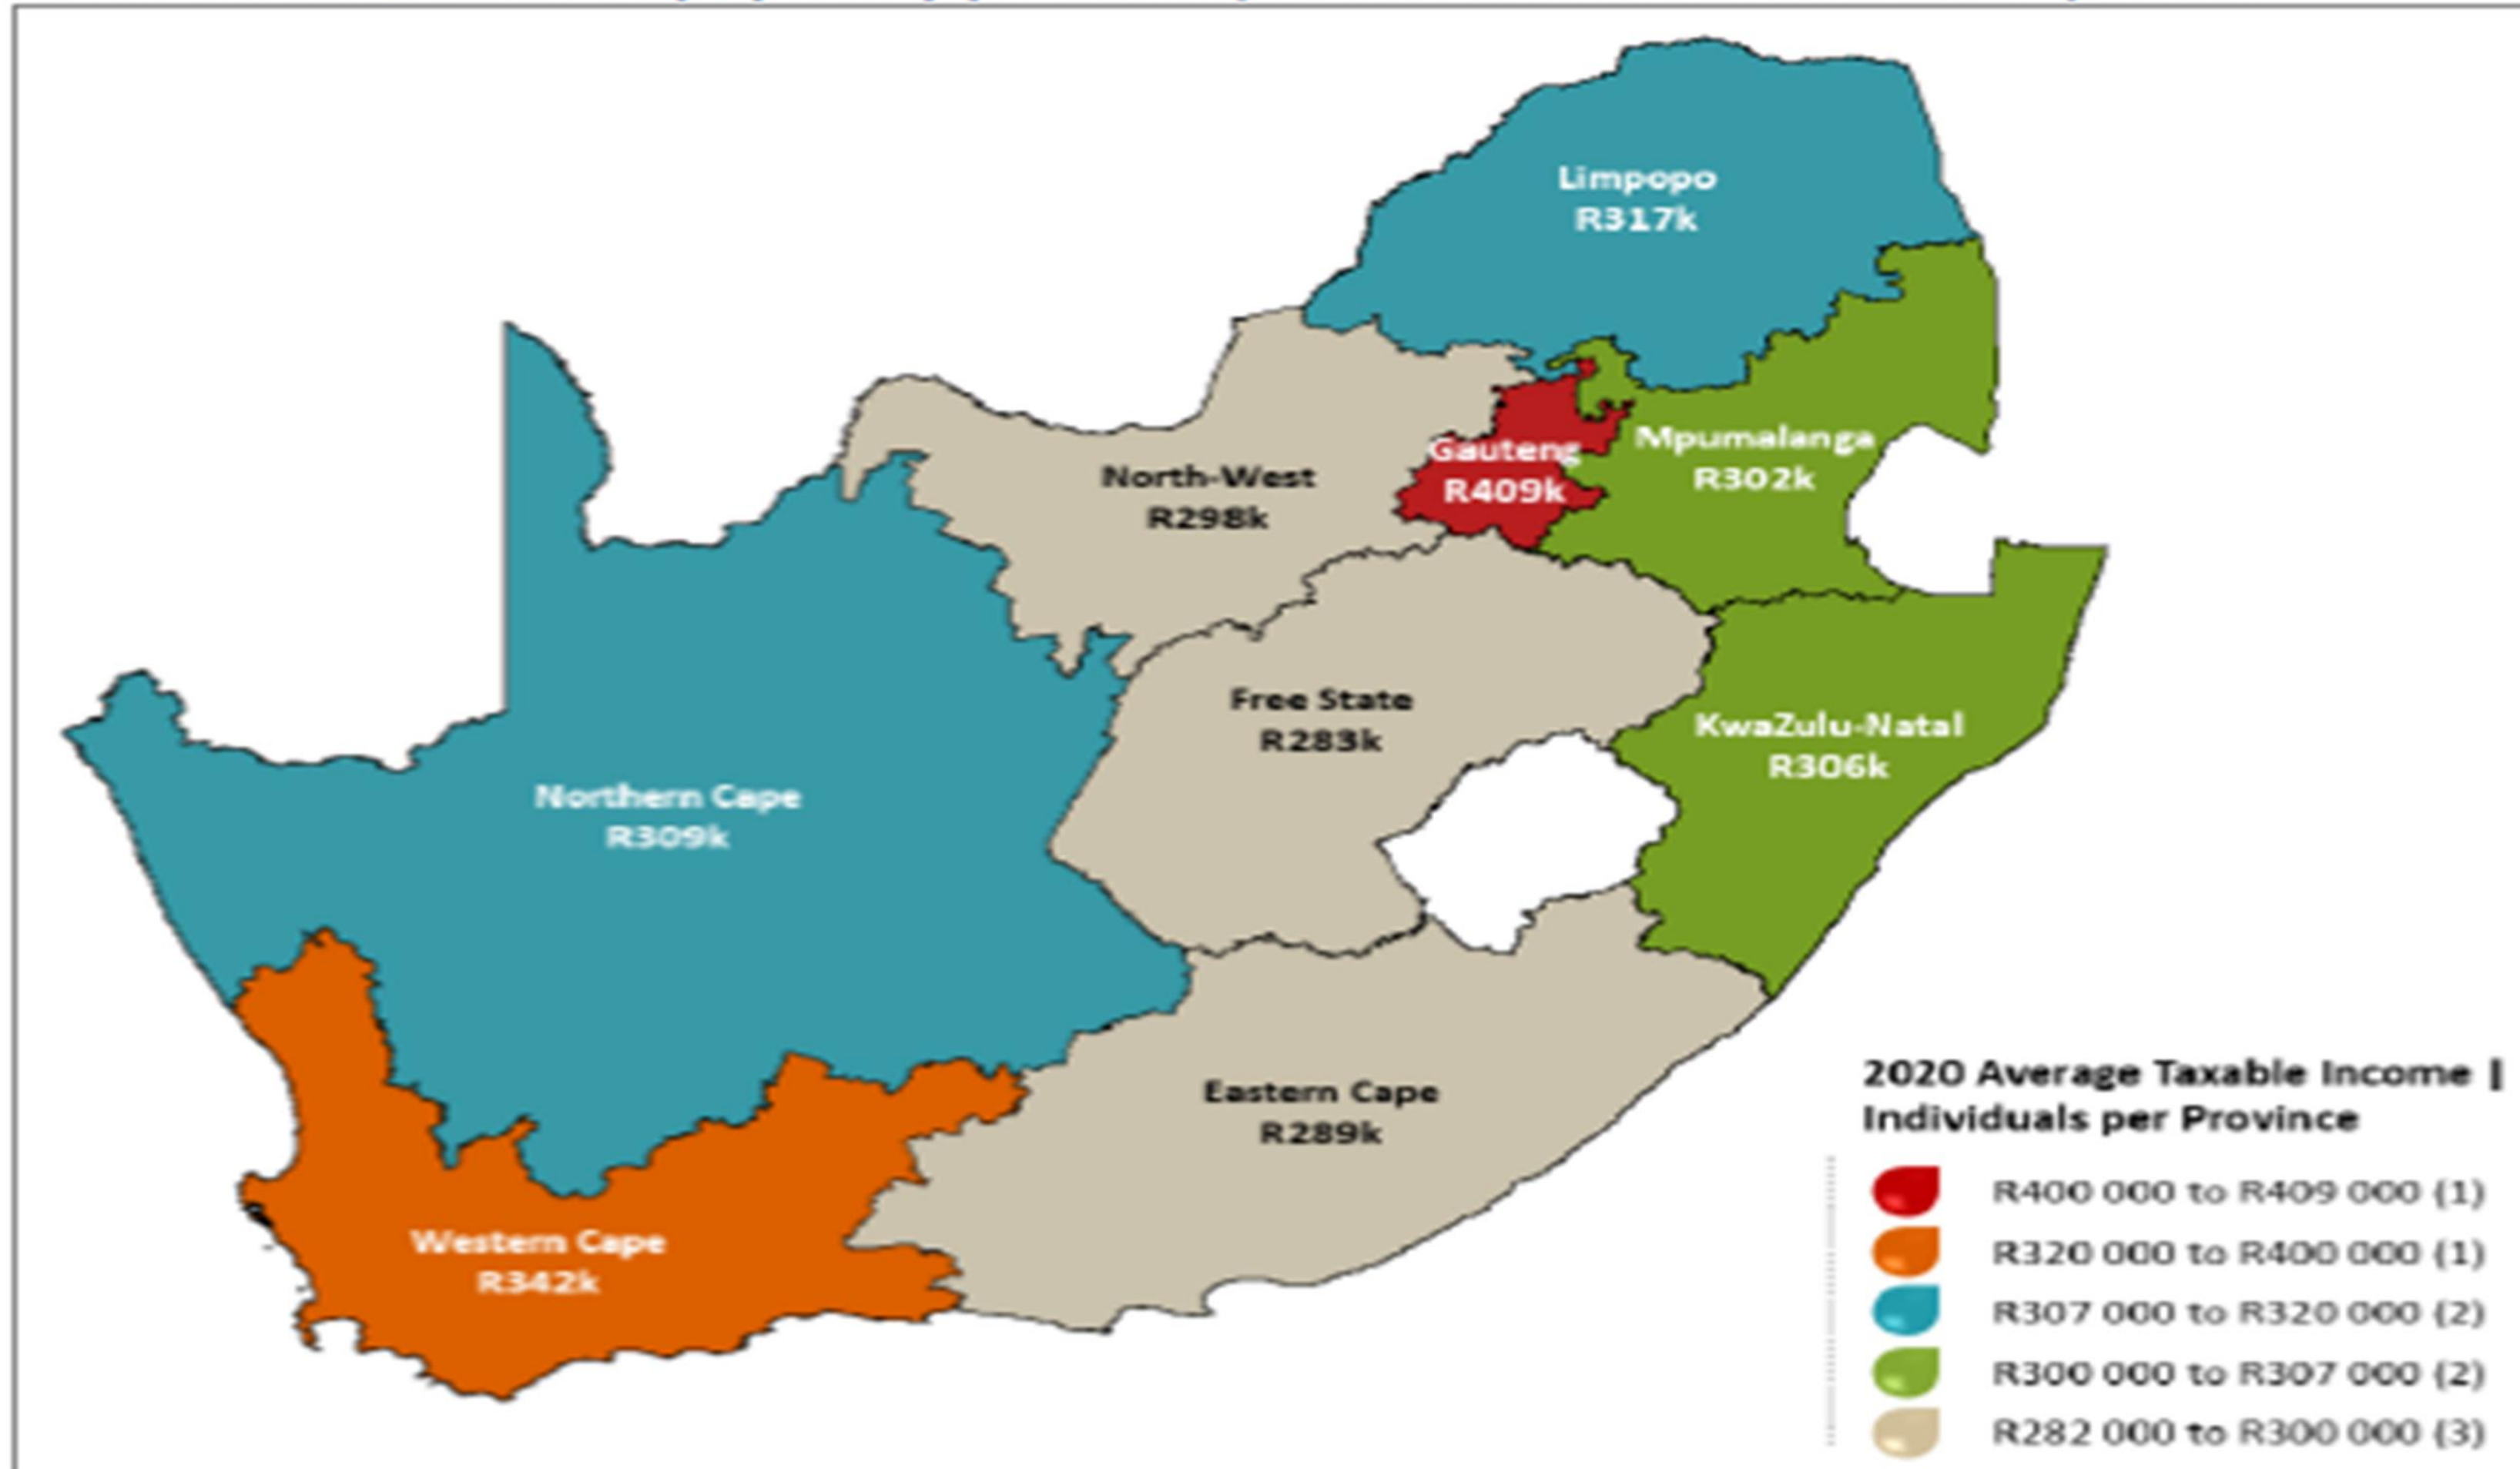 Limpopo
R317k
Gauteng
R409k
Mpumalanga
R302k
North-West
R298k
Free State
R283k
KwaZulu-Natal
R306k
Northern Cape
R309k
Eastern Cape
R289k
Western Cape
R342k
2020 Average Taxable Income |
Individuals per Province
R400 000 to R409 000 (1)
R320 000 to R400 000 (1)
R307 000 to R320 000 (2)
R300 000 to R307 000 (2)
R282 000 to R300 000 (3)